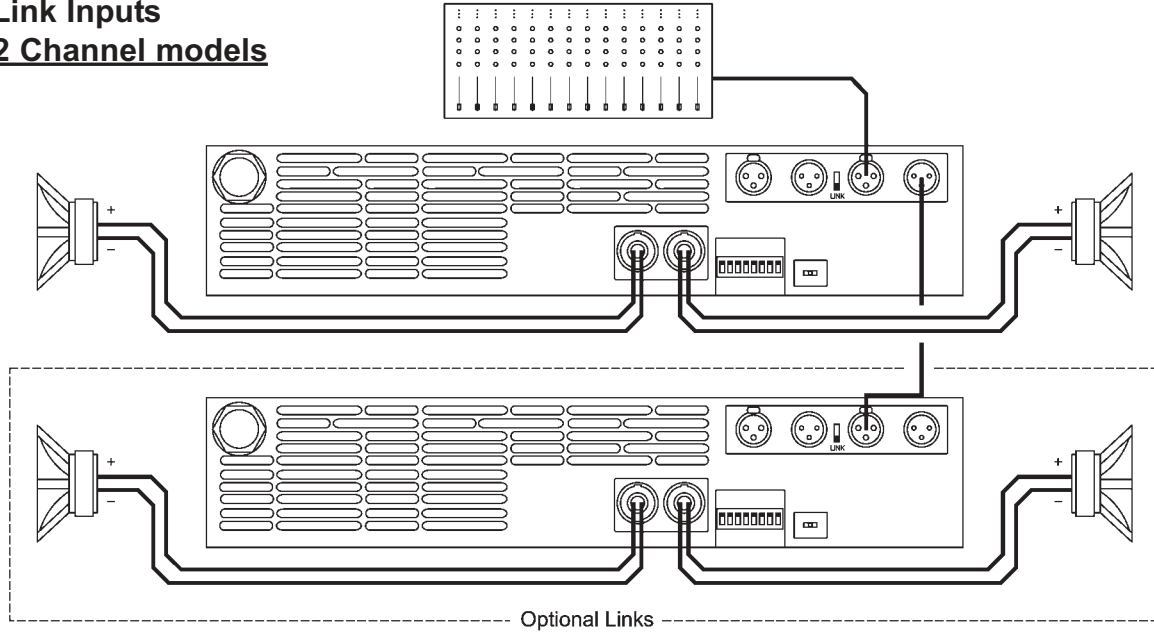 Link Inputs
2 Channel models
LINK
+
−
+
−
LINK
+
−
+
−
Optional Links